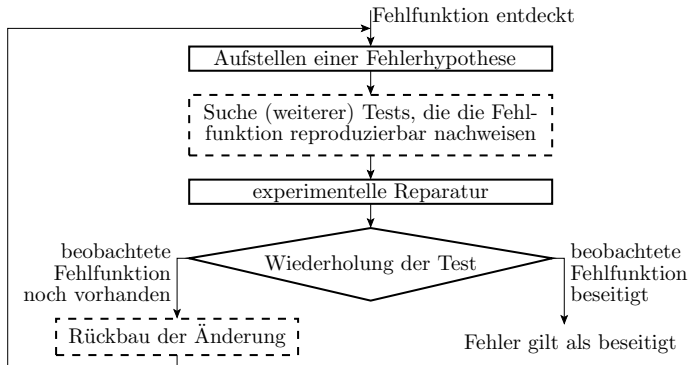 Fehlfunktion entdeckt
Aufstellen einer Fehlerhypothese
Suche (weiterer) Tests, die die Fehl-
funktion reproduzierbar nachweisen
experimentelle Reparatur
Wiederholung der Test
beobachtete
Fehlfunktion
noch vorhanden
beobachtete
Fehlfunktion
beseitigt
Rückbau der Änderung
Fehler gilt als beseitigt